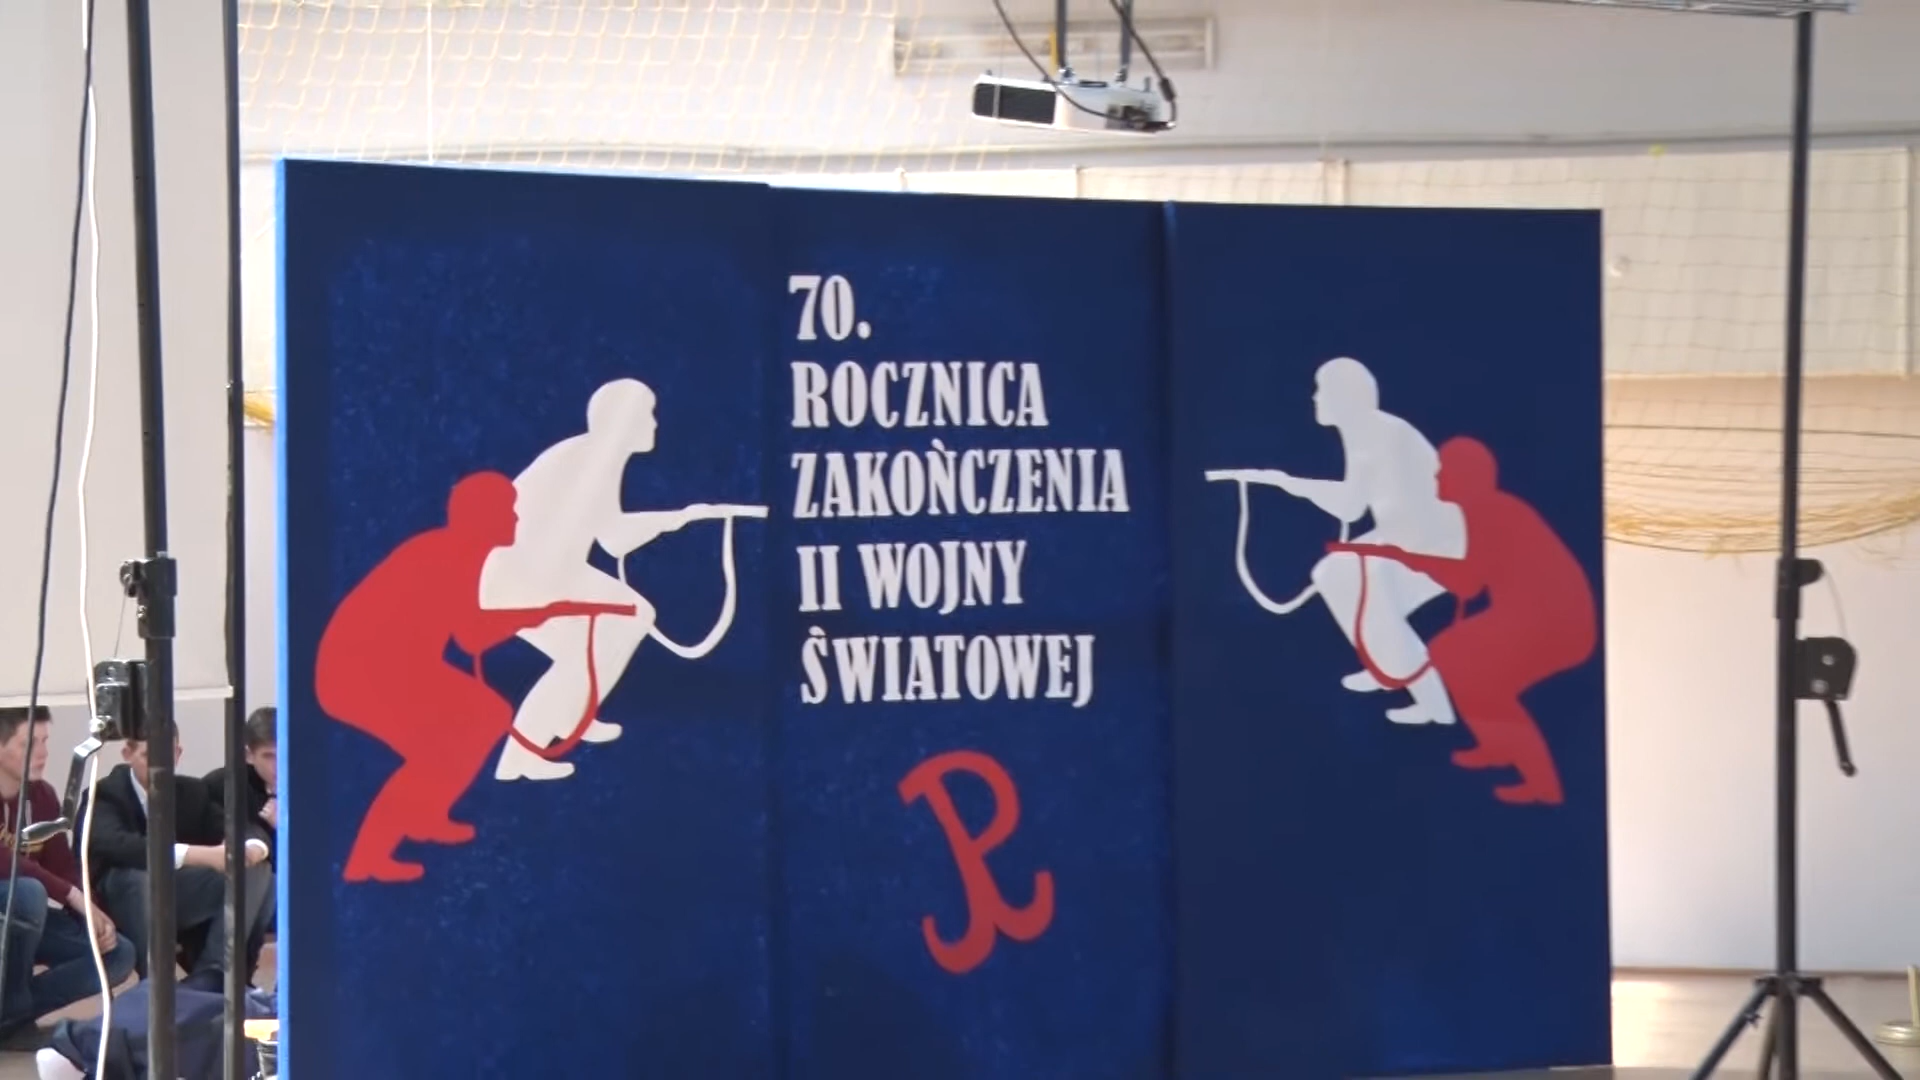 70.
ROCZNICA
ZAKOŃCZENIA
II WOJNY
ŚWIATOWEJ